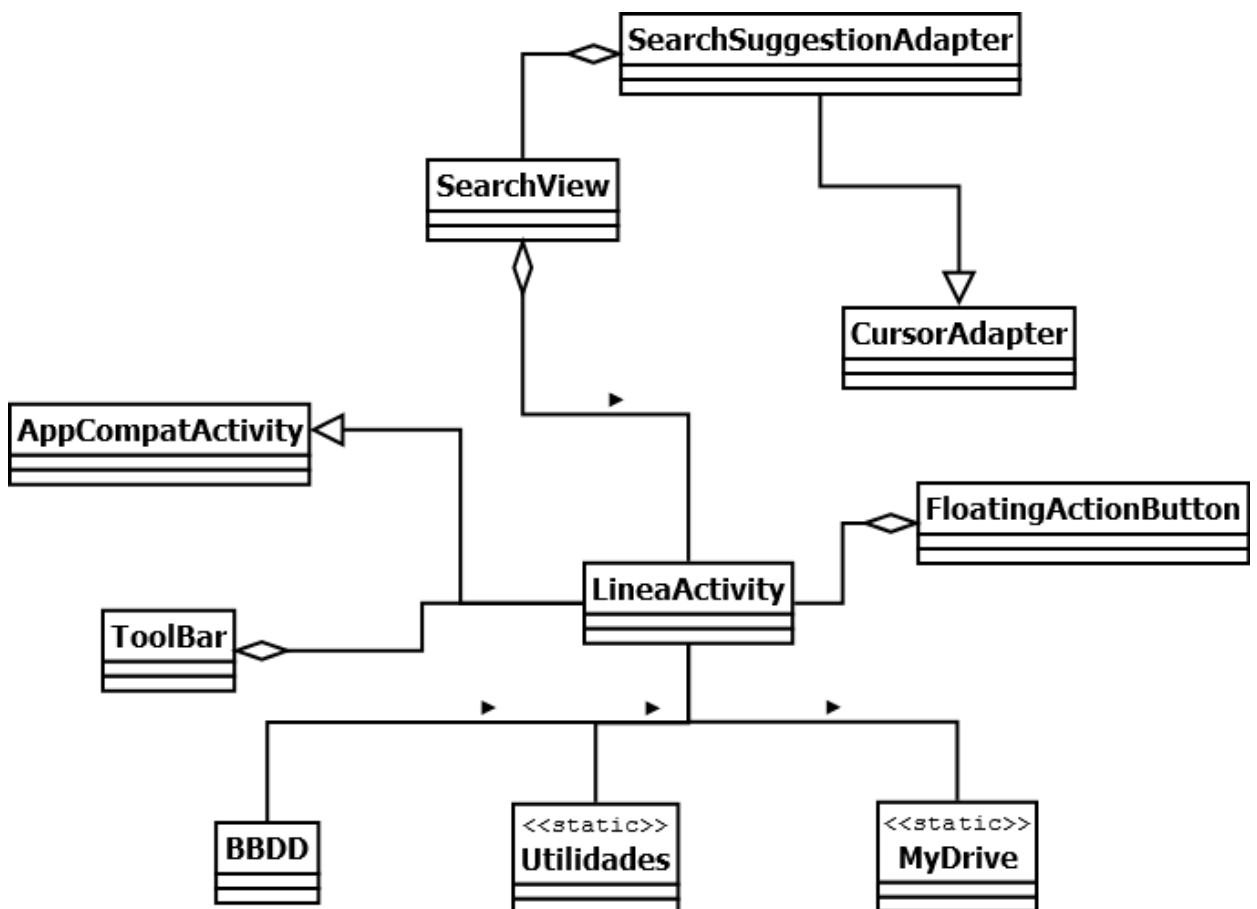 SearchSuggestionAdapter
SearchView
CursorAdapter
AppCompatActivity
FloatingActionButton
LineaActivity
ToolBar
<<static>>
<<static>>
BBDD
Utilidades
MyDrive